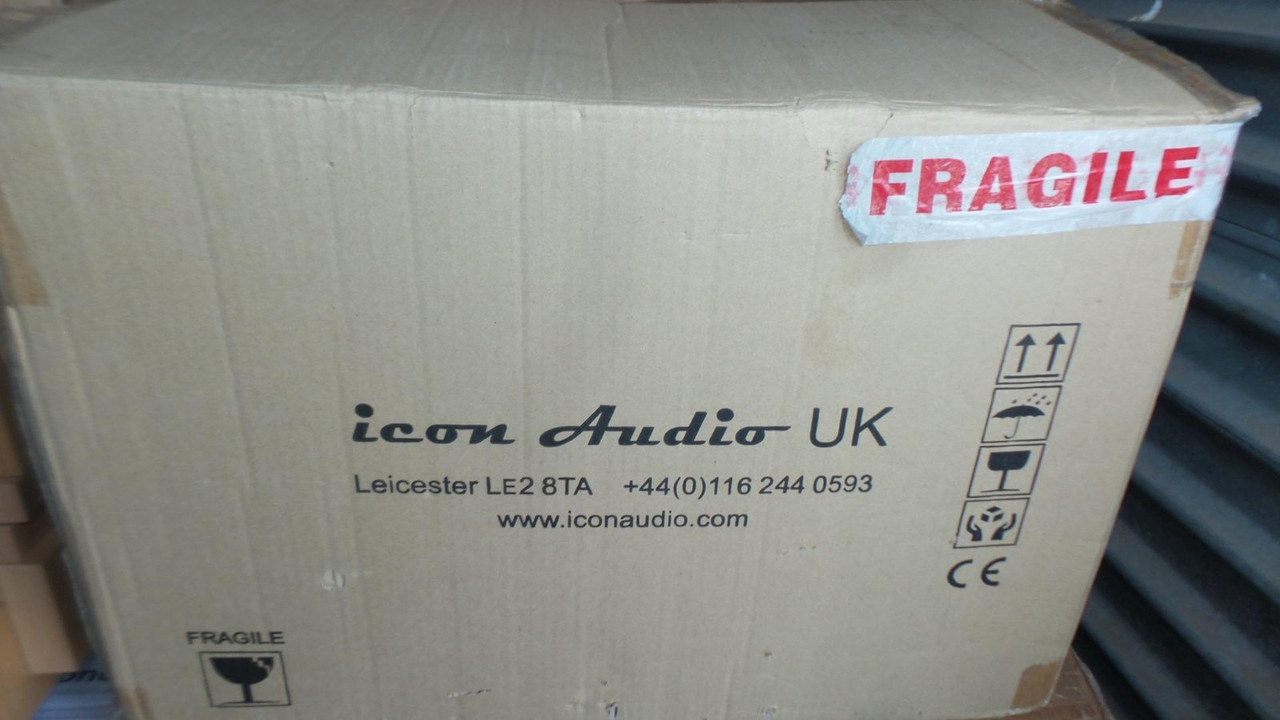 FRAGILE
icon Audio UK
Leicester LE2 8TA +44(0)116 244 0593
www.iconaudio.com
CE
FRAGILE